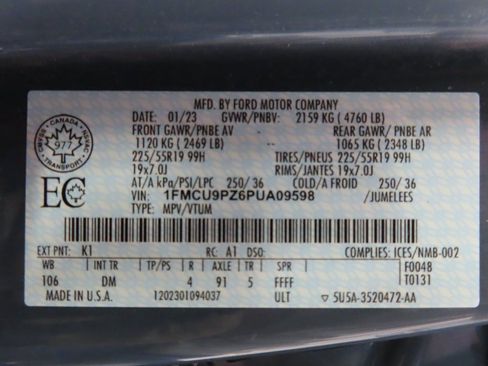 MFD. BY FORD MOTOR COMPANY
DATE: 01/23 GVWR/PNBV: 2159 KG ( 4760 LB)
FRONT GAWR/PNBE AV REAR GAWR/ PNBE AR
1120 KG ( 2469 LB) 1065 KG ( 2348 LB)
225/55R19 99H TIRES/PNEUS 225/55R19 99H
19x7.0J RIMS/JANTES 19x7.0J
AT/A kPa/PSI/LPC 250/ 36 COLD/A FROID 250/ 36
VIN: 1FMCU9PZ6PUA09598 /JUMELEES
TYPE: MPV/VTUM
CANADA
977
TRANSPORT
EC
EXT PNT: K1 RC: A1 DSO: COMPLIES: ICES/NMB-002
WB INT TR TP/PS R AXLE TR SPR F0048
106 DM 4 91 5 FFFF T0131
MADE IN U.S.A. 1202301094037 ULT ▽ 5U5A-3520472-AA